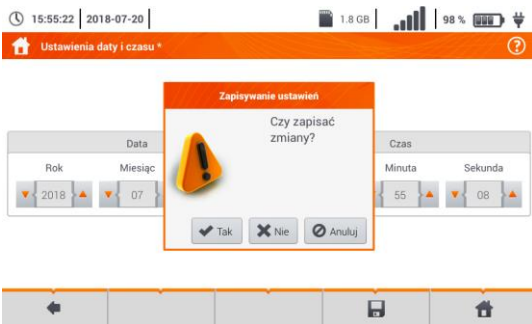 15:55:22 2018-07-20 1.8 GB 98 %
Ustawienia daty i czasu *
Zapisywanie ustawień
Czy zapisać
zmiany?
Data Czas
Rok Miesiąc Minuta Sekunda
2018 07 55 08
Tak Nie Anuluj